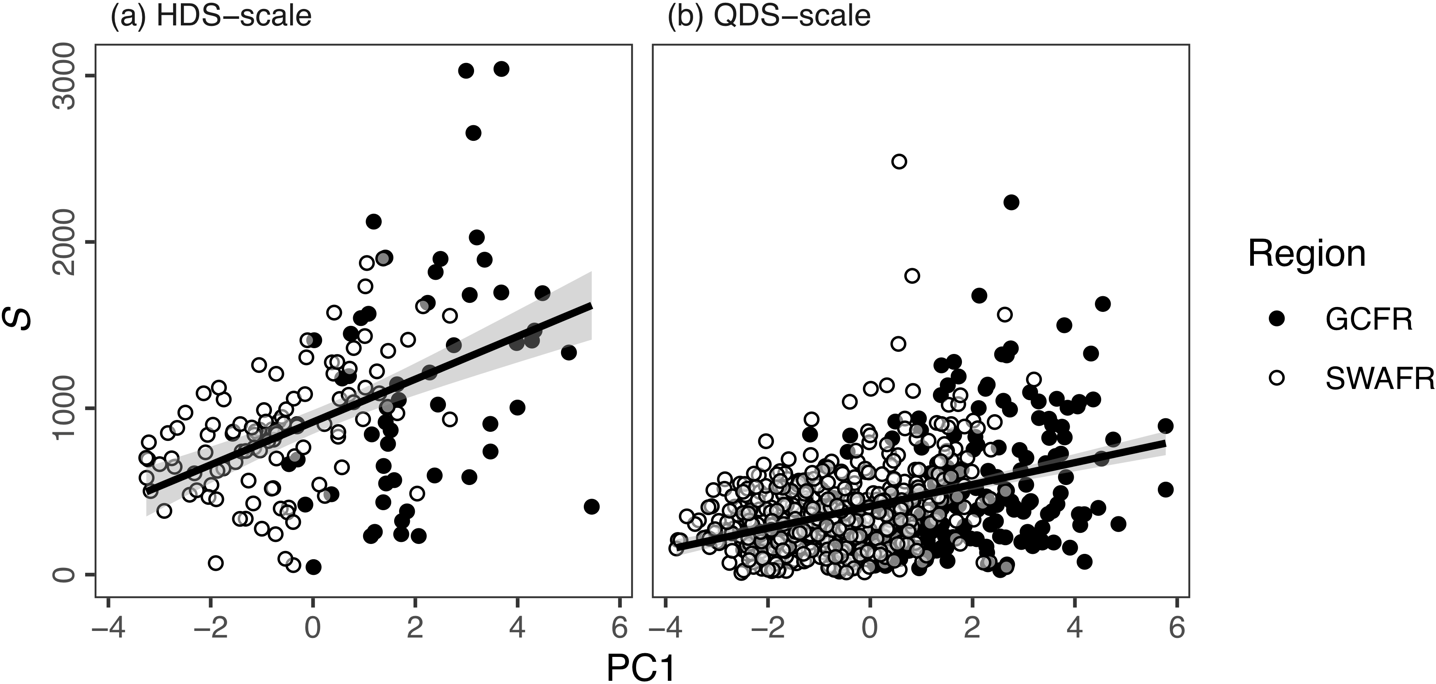 (a) HDS−scale
(b) QDS−scale
3000
2000
1000
0
S
−4 −2 0 2 4 6
−4 −2 0 2 4 6
PC1
Region
GCFR
SWAFR